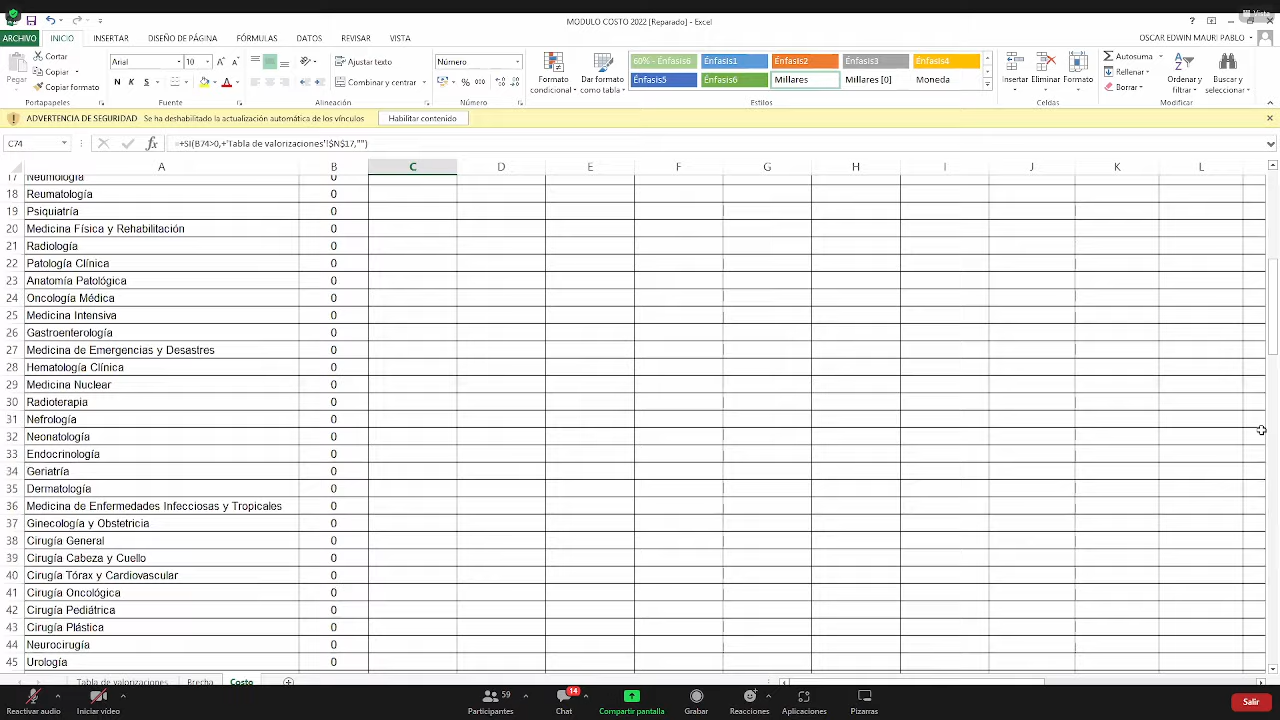 MODULO COSTO 2022 [Reparado] - Excel
Vista
ARCHIVO INICIO INSERTAR DISEÑO DE PÁGINA FÓRMULAS DATOS REVISAR VISTA
OSCAR EDWIN MAURI PABLO
Pegar
Cortar
Copiar
Copiar formato
Portapapeles
Arial 10
N K S
Fuente
Ajustar texto
Combinar y centrar
Alineación
Número
% 000
Número
Formato condicional
Dar formato como tabla
60% - Énfasis6 Énfasis1 Énfasis2 Énfasis3 Énfasis4
Énfasis5 Énfasis6 Millares Millares [0] Moneda
Estilos
Insertar Eliminar Formato
Celdas
Autosuma
Rellenar
Borrar
Ordenar y filtrar
Buscar y seleccionar
Modificar
ADVERTENCIA DE SEGURIDAD Se ha deshabilitado la actualización automática de los vínculos Habilitar contenido
C74 =+SI(B74>0,+'Tabla de valorizaciones'!$N$17,"")
A B C D E F G H I J K L
17 Neumología 0
18 Reumatología 0
19 Psiquiatría 0
20 Medicina Física y Rehabilitación 0
21 Radiología 0
22 Patología Clínica 0
23 Anatomía Patológica 0
24 Oncología Médica 0
25 Medicina Intensiva 0
26 Gastroenterología 0
27 Medicina de Emergencias y Desastres 0
28 Hematología Clínica 0
29 Medicina Nuclear 0
30 Radioterapia 0
31 Nefrología 0
32 Neonatología 0
33 Endocrinología 0
34 Geriatría 0
35 Dermatología 0
36 Medicina de Enfermedades Infecciosas y Tropicales 0
37 Ginecología y Obstetricia 0
38 Cirugía General 0
39 Cirugía Cabeza y Cuello 0
40 Cirugía Tórax y Cardiovascular 0
41 Cirugía Oncológica 0
42 Cirugía Pediátrica 0
43 Cirugía Plástica 0
44 Neurocirugía 0
45 Urología 0
Tabla de valorizaciones Brecha Costo
Reactivar audio
Iniciar video
59
Participantes
14
Chat
Compartir pantalla
Grabar
Reacciones
Aplicaciones
Pizarras
Salir